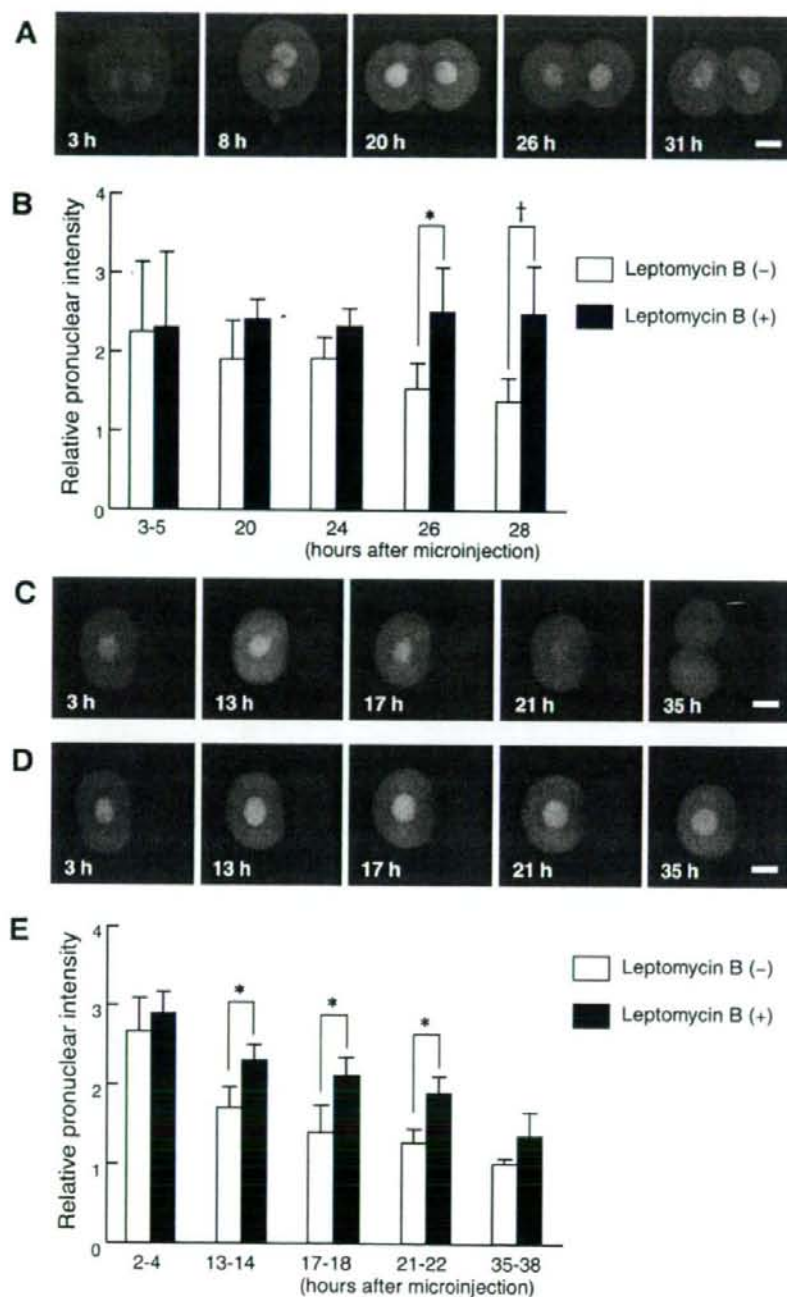 A
3 h
8 h
20 h
26 h
31 h
B
Relative pronuclear intensity
4
3
2
1
0
* †
Leptomycin B (−)
Leptomycin B (+)
3-5 20 24 26 28
(hours after microinjection)
C
3 h
13 h
17 h
21 h
35 h
D
3 h
13 h
17 h
21 h
35 h
E
Relative pronuclear intensity
4
3
2
1
0
* * *
Leptomycin B (−)
Leptomycin B (+)
2-4 13-14 17-18 21-22 35-38
(hours after microinjection)